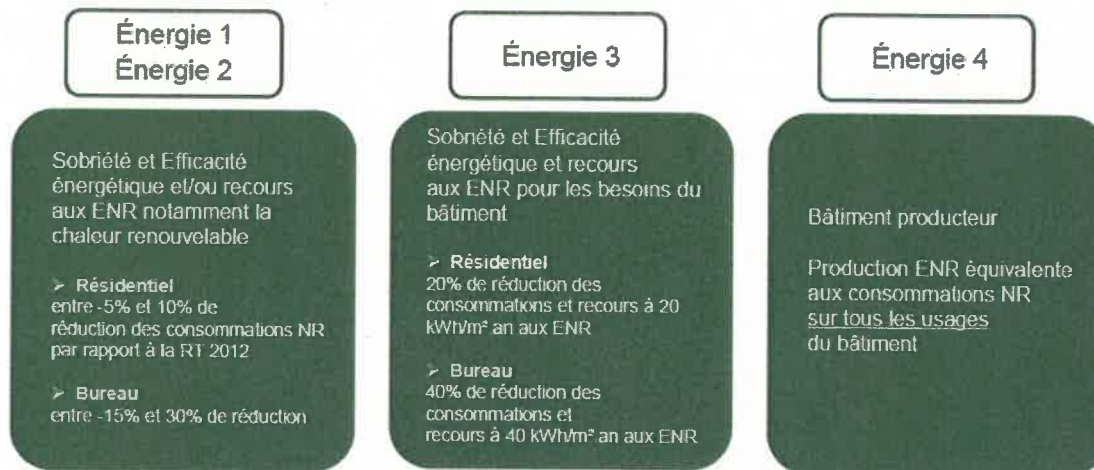 Énergie 1
Énergie 2
Sobriété et Efficacité
énergétique et/ou recours
aux ENR notamment la
chaleur renouvelable
➢ Résidentiel
entre -5% et 10% de
réduction des consommations NR
par rapport à la RT 2012
➢ Bureau
entre -15% et 30% de réduction
Énergie 3
Sobriété et Efficacité
énergétique et recours
aux ENR pour les besoins du
bâtiment
➢ Résidentiel
20% de réduction des
consommations et recours à 20
kWh/m² an aux ENR
➢ Bureau
40% de réduction des
consommations et
recours à 40 kWh/m² an aux ENR
Énergie 4
Bâtiment producteur
Production ENR équivalente
aux consommations NR
sur tous les usages
du bâtiment